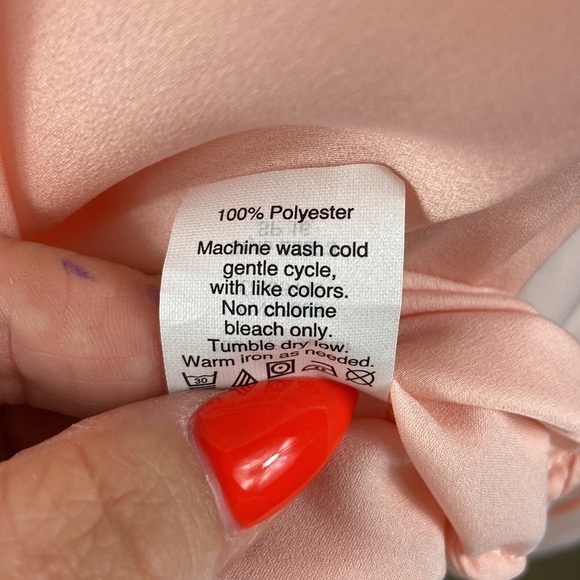 100% Polyester
Machine wash cold
gentle cycle,
with like colors.
Non chlorine
bleach only.
Tumble dry low.
Warm iron as needed.
30